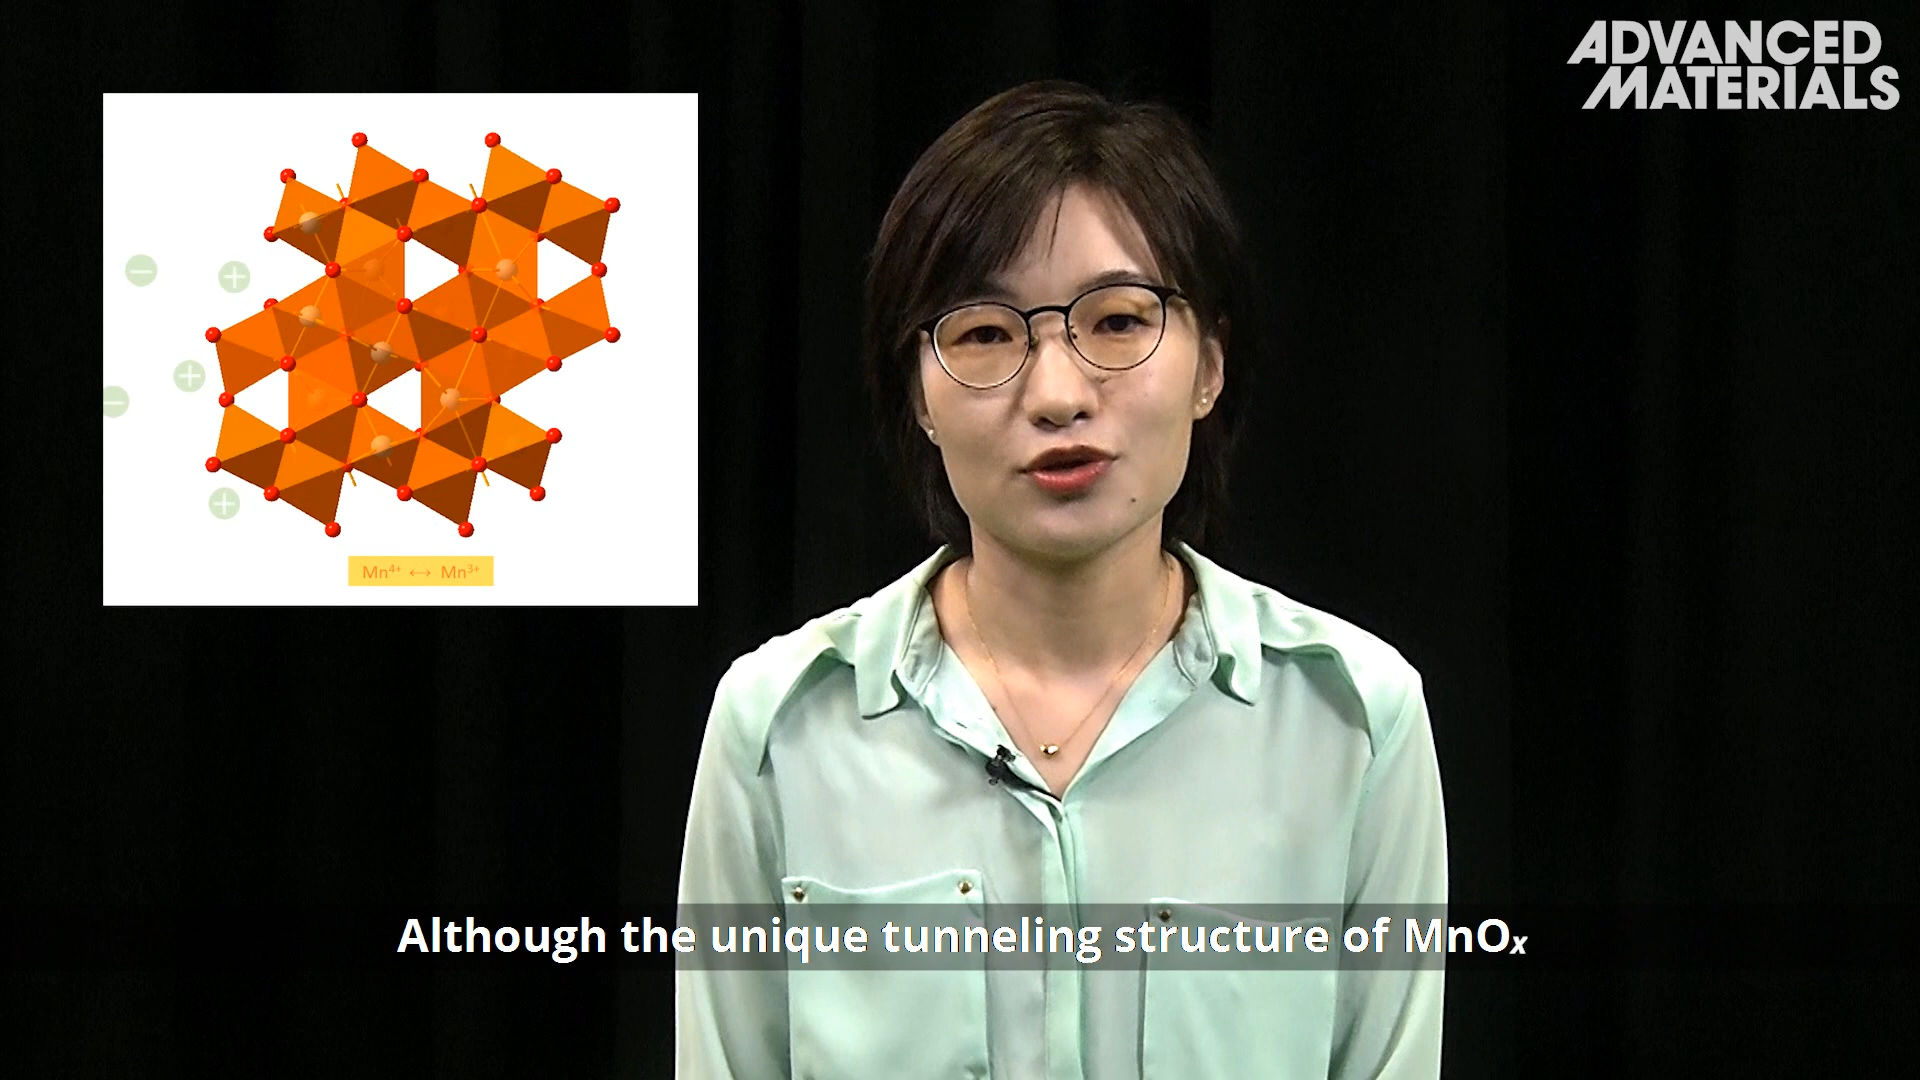 ADVANCED
MATERIALS
Mn⁴⁺ ↔ Mn³⁺
Although the unique tunneling structure of MnOₓ